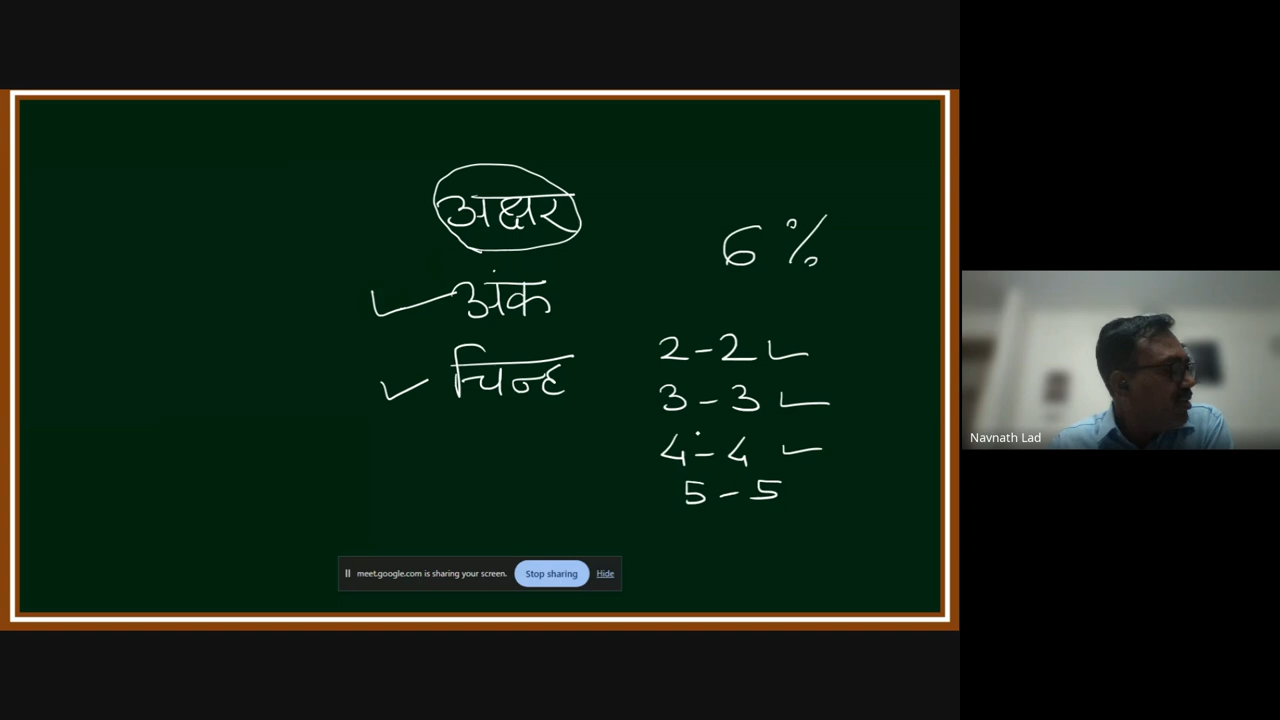 अक्षर
अंक
चिन्ह
6 %
2-2
3-3
4-4
5-5
meet.google.com is sharing your screen. Stop sharing Hide
Navnath Lad